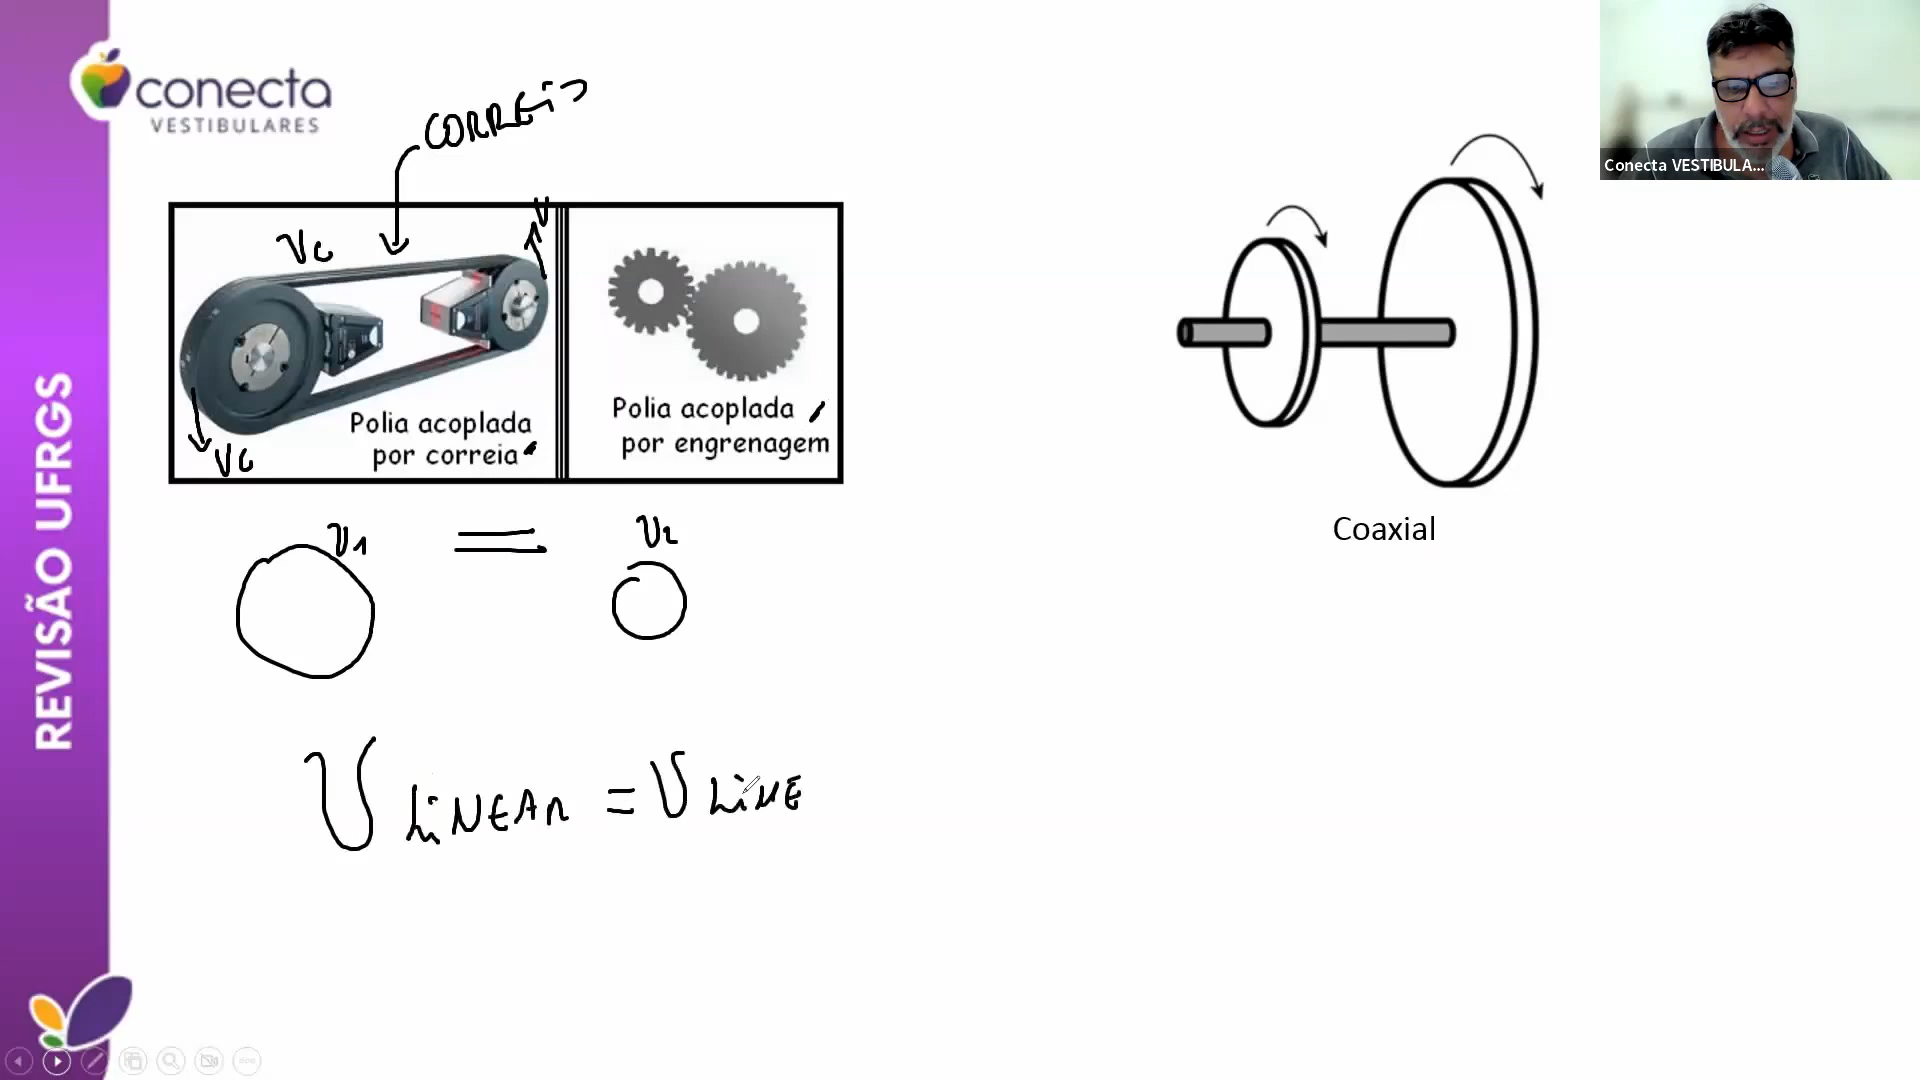 conecta
VESTIBULARES
CORREiA
Conecta VESTIBULA...
Vc
V
Polia acoplada
por correia
Polia acoplada
por engrenagem
Vc
Coaxial
V1 = V2
V LiNEAR = V LiNE
REVISÃO UFRGS